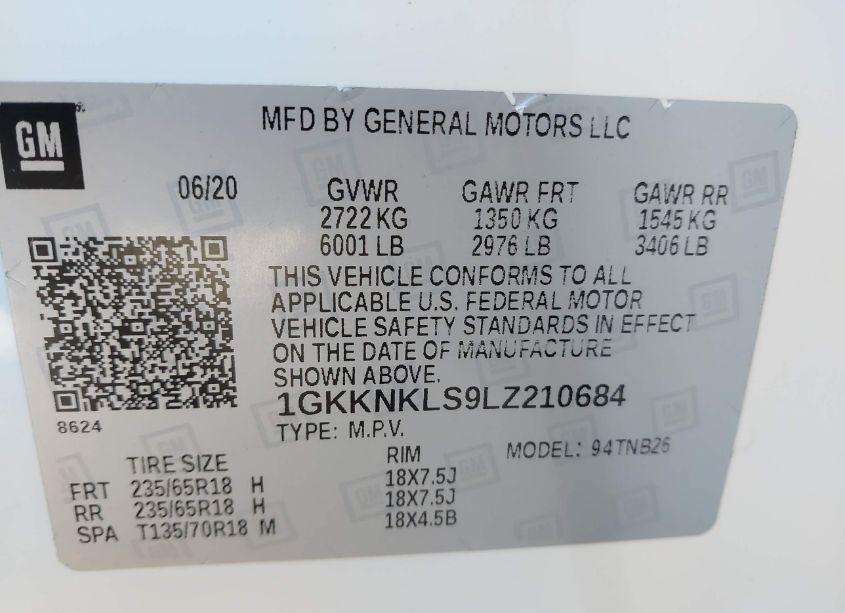 GM
MFD BY GENERAL MOTORS LLC
06/20 GVWR GAWR FRT GAWR RR
2722 KG 1350 KG 1545 KG
6001 LB 2976 LB 3406 LB
THIS VEHICLE CONFORMS TO ALL
APPLICABLE U.S. FEDERAL MOTOR
VEHICLE SAFETY STANDARDS IN EFFECT
ON THE DATE OF MANUFACTURE
SHOWN ABOVE.
1GKKNKLS9LZ210684
8624
TYPE: M.P.V.
MODEL: 94TNB26
TIRE SIZE RIM
FRT 235/65R18 H 18X7.5J
RR 235/65R18 H 18X7.5J
SPA T135/70R18 M 18X4.5B